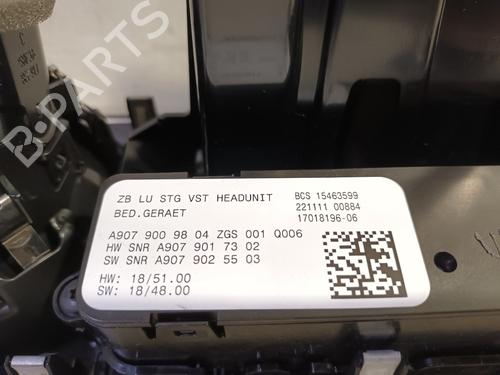 B-PARTS
ZB LU STG VST HEADUNIT
BED.GERAET
BCS 15463599
221111 00884
17018196-06
A907 900 98 04 ZGS 001 Q006
HW SNR A907 901 73 02
SW SNR A907 902 55 03
HW: 18/51.00
SW: 18/48.00